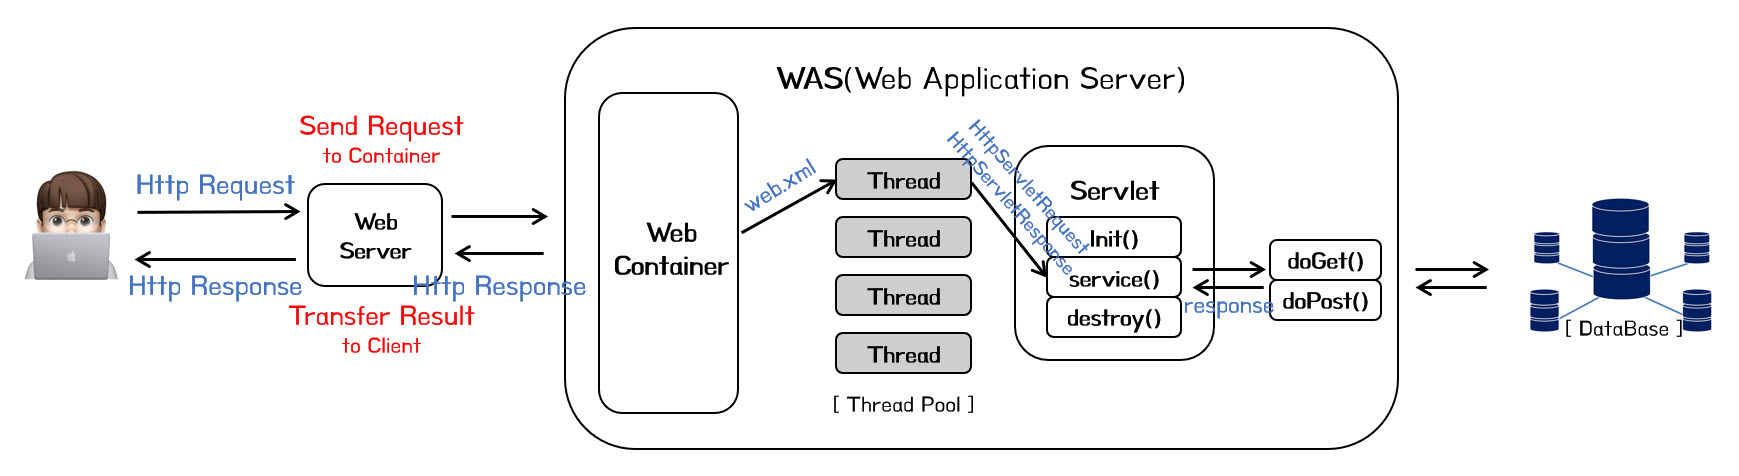 WAS(Web Application Server)
Send Request
to Container
Http Request
Web
Server
Http Response
Http Response
Transfer Result
to Client
Web
Container
web.xml
Thread
Thread
Thread
Thread
[ Thread Pool ]
HttpServletRequest
HttpServletResponse
Servlet
Init()
service()
destroy()
response
doGet()
doPost()
[ DataBase ]